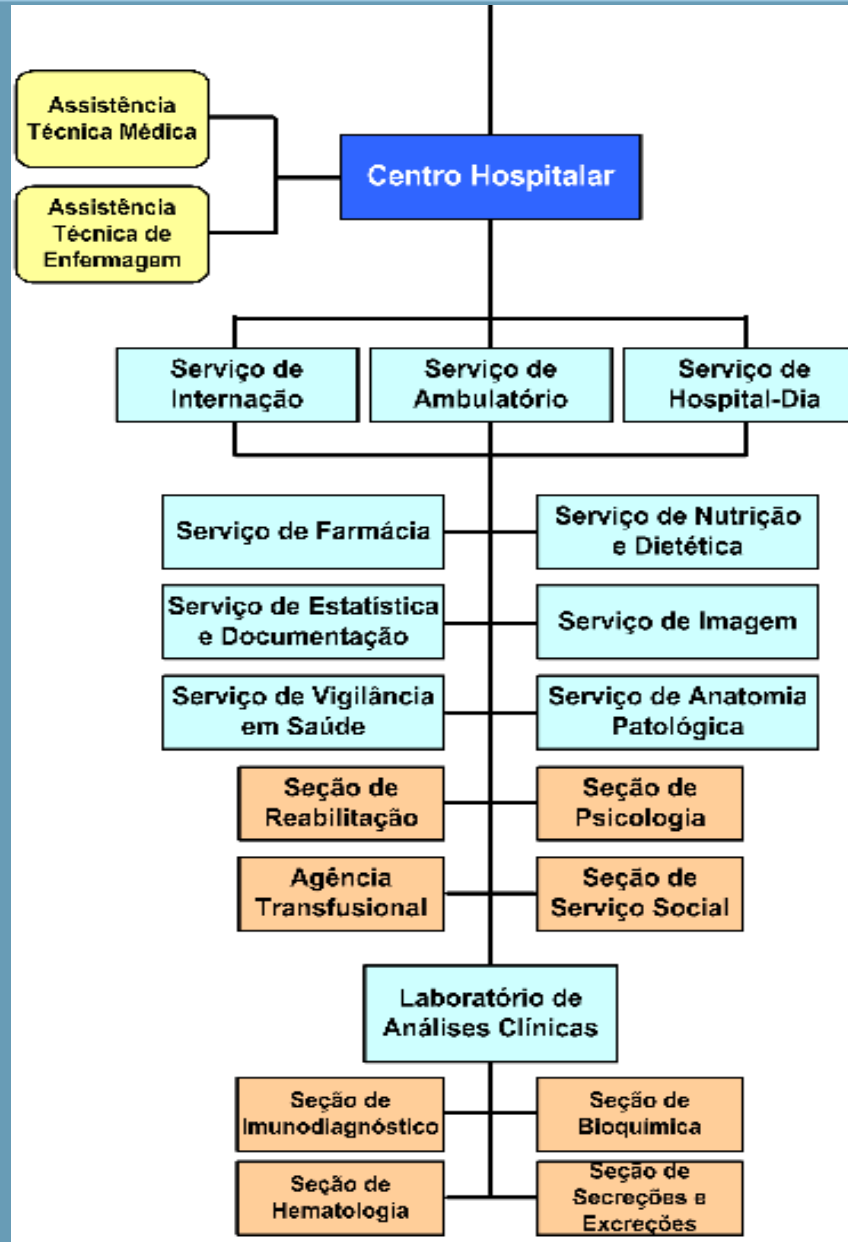 Assistência
Técnica Médica
Centro Hospitalar
Assistência
Técnica de
Enfermagem
Serviço de
Internação
Serviço de
Ambulatório
Serviço de
Hospital-Dia
Serviço de Farmácia
Serviço de Nutrição
e Dietética
Serviço de Estatística
e Documentação
Serviço de Imagem
Serviço de Vigilância
em Saúde
Serviço de Anatomia
Patológica
Seção de
Reabilitação
Seção de
Psicologia
Agência
Transfusional
Seção de
Serviço Social
Laboratório de
Análises Clínicas
Seção de
Imunodiagnóstico
Seção de
Bioquímica
Seção de
Hematologia
Seção de
Secreções e
Excreções